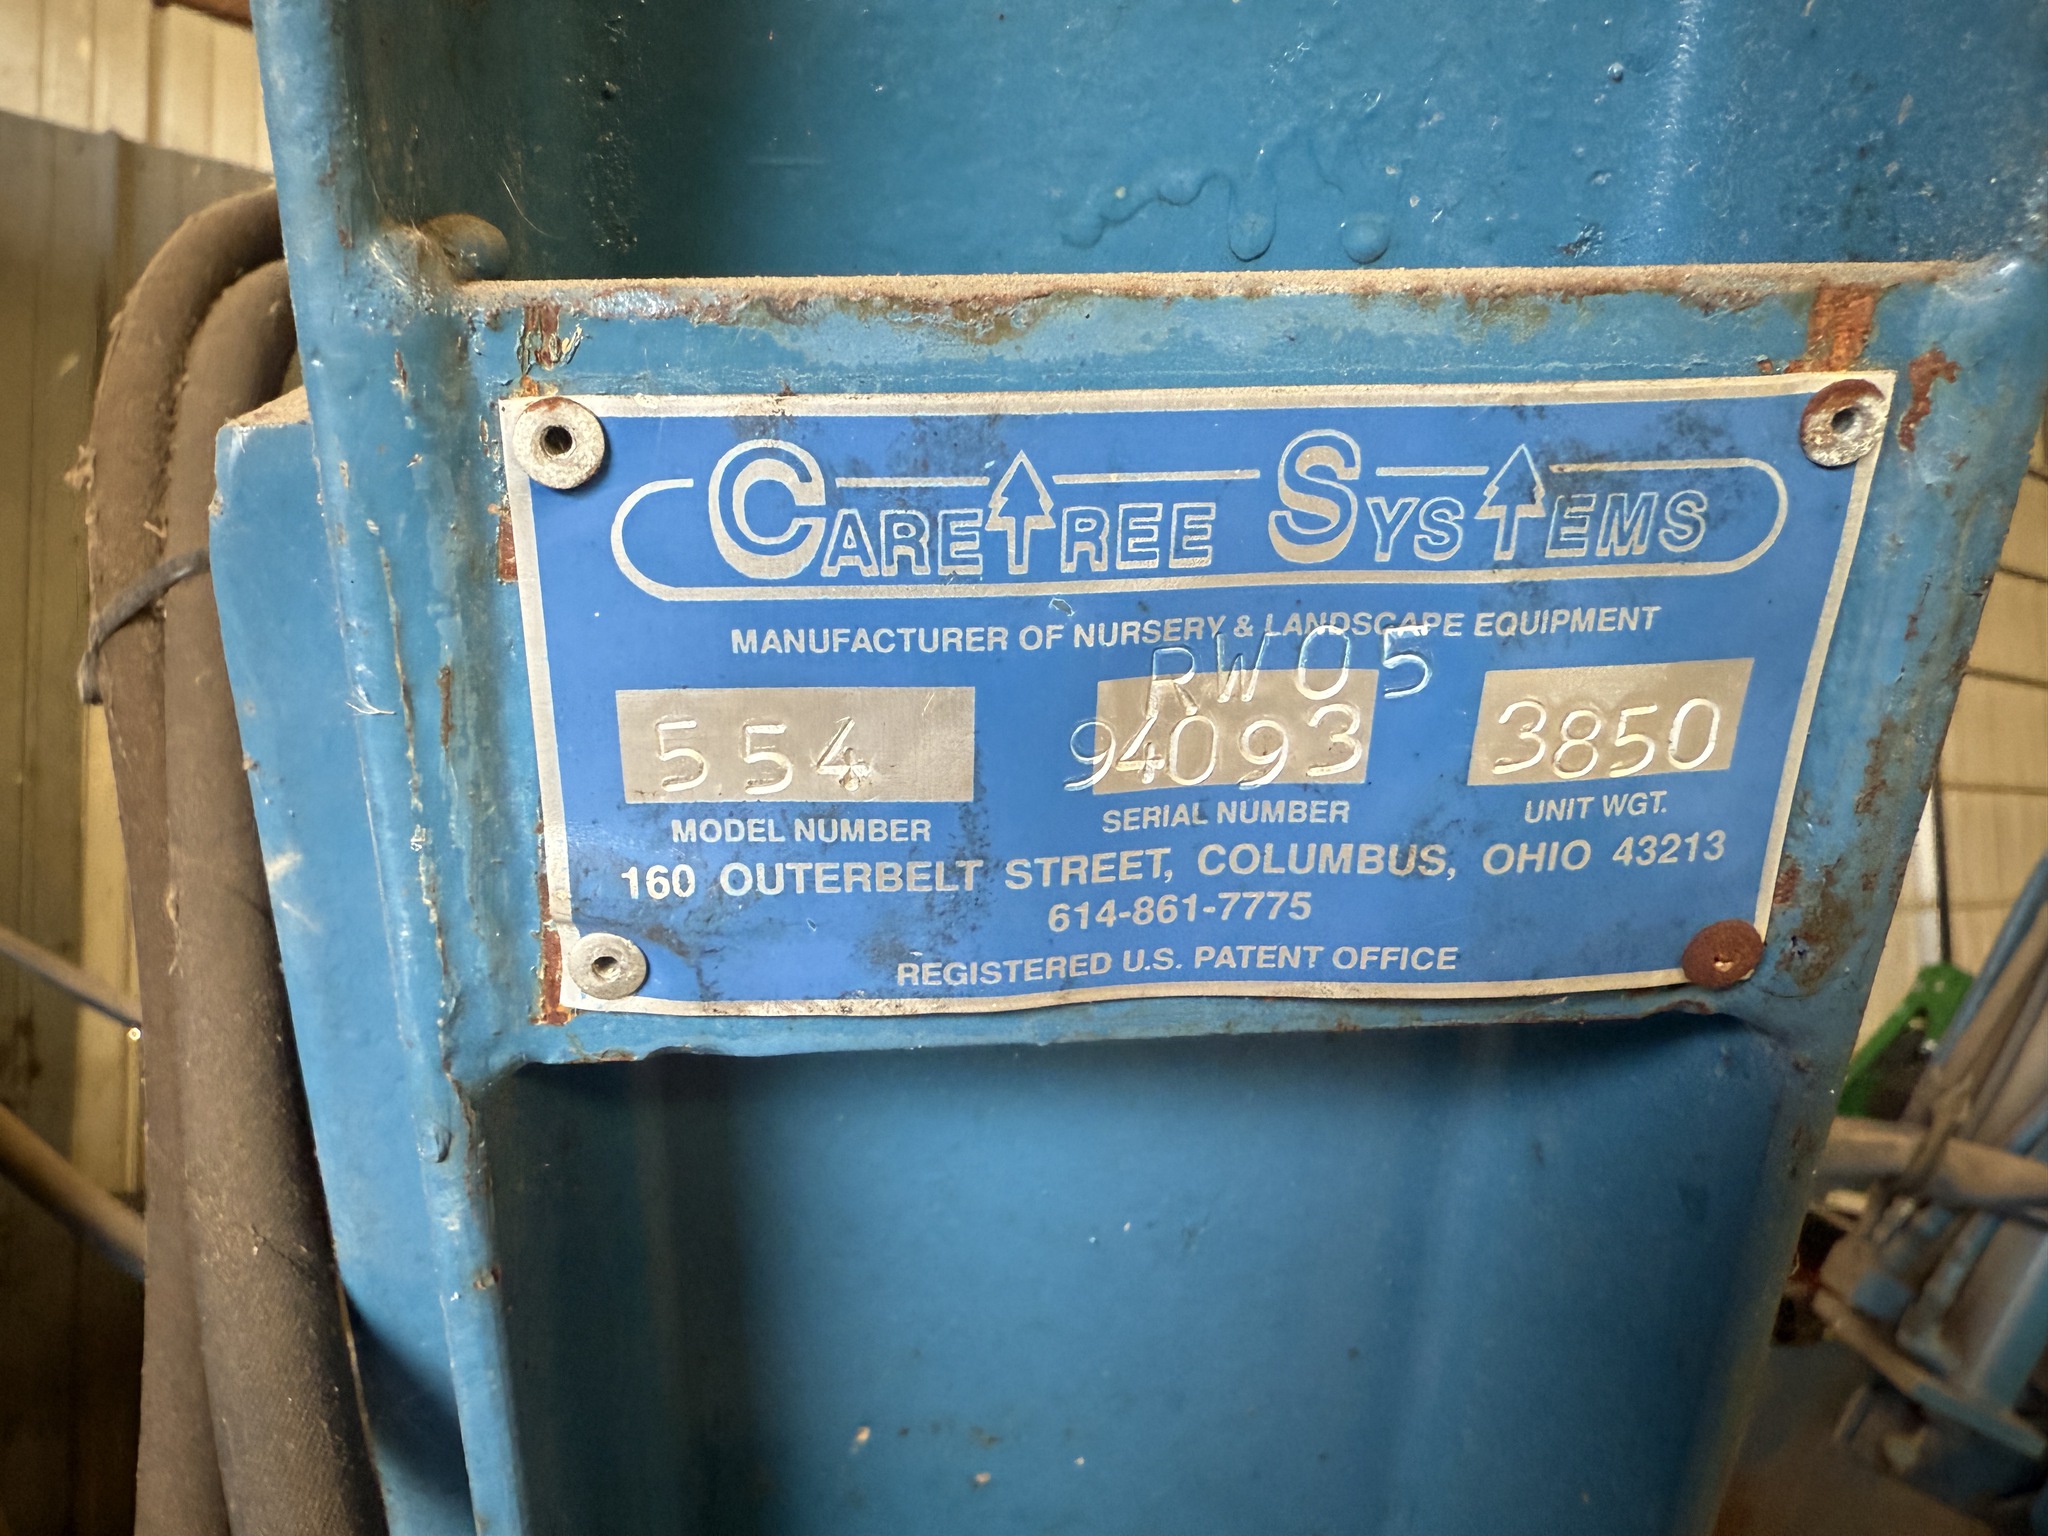 CARETREE SYSTEMS
MANUFACTURER OF NURSERY & LANDSCAPE EQUIPMENT
RW05
554 94093 3850
MODEL NUMBER SERIAL NUMBER UNIT WGT.
160 OUTERBELT STREET, COLUMBUS, OHIO 43213
614-861-7775
REGISTERED U.S. PATENT OFFICE